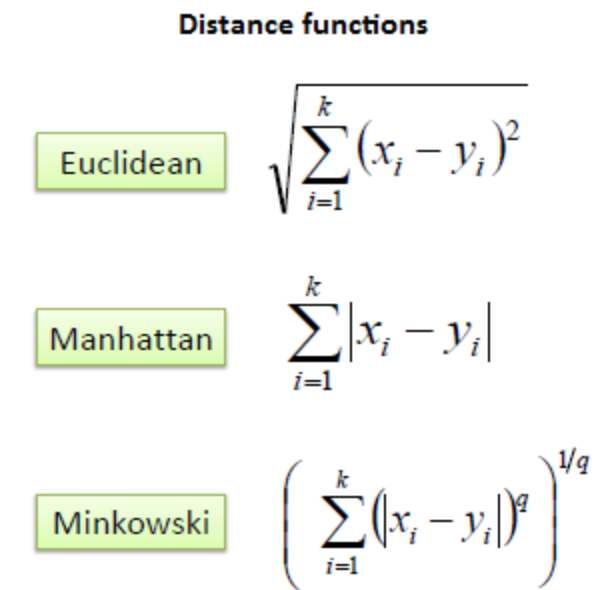 Distance functions
Euclidean
√(∑_{i=1}^{k} (x_i − y_i)^2)
Manhattan
∑_{i=1}^{k} |x_i − y_i|
Minkowski
(∑_{i=1}^{k} (|x_i − y_i|)^q)^{1/q}